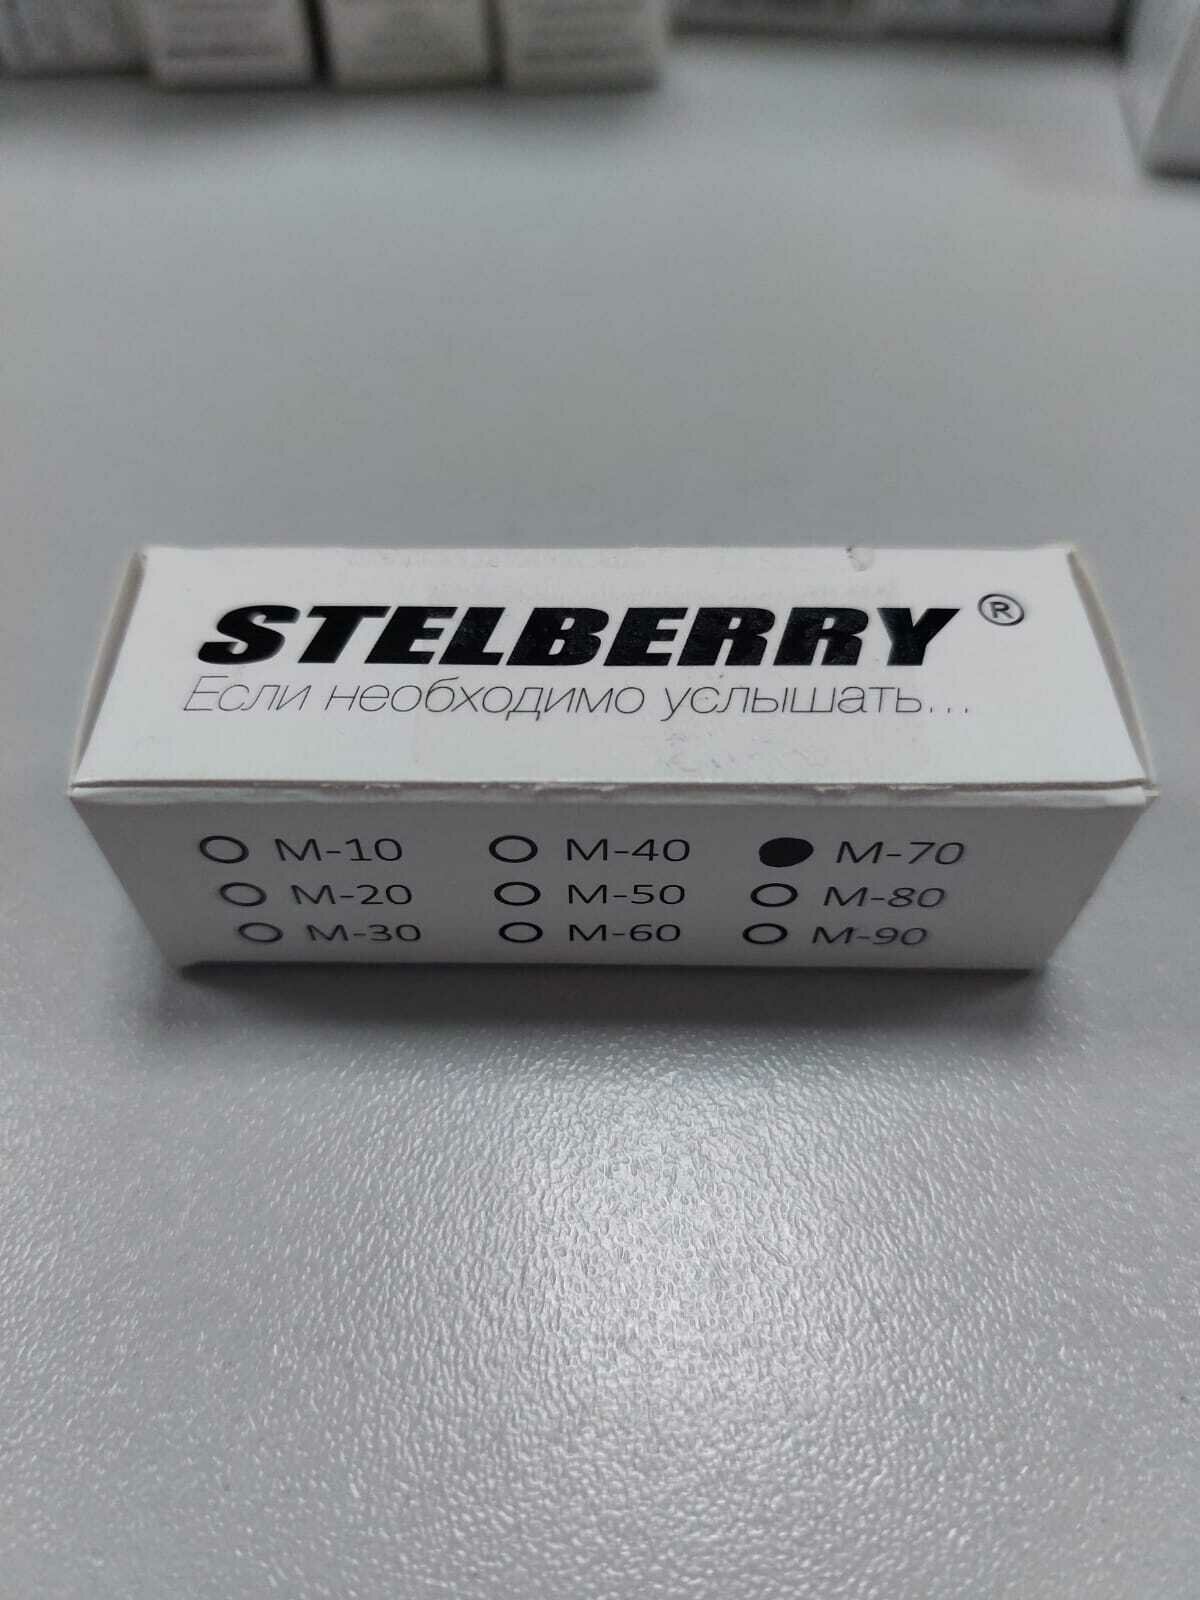 STELBERRY ®
Если необходимо услышать...
M-10 M-40 M-70
M-20 M-50 M-80
M-30 M-60 M-90